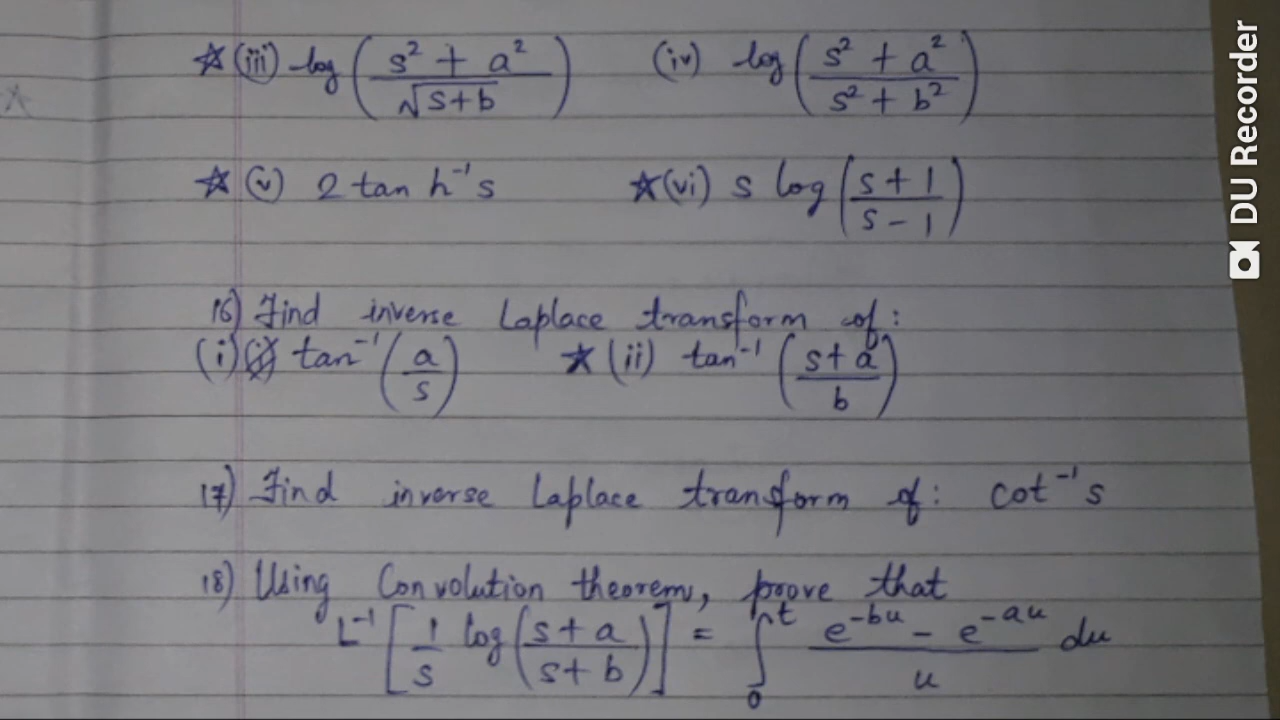 ☆ (iii) log ( s² + a² / √s+b ) (iv) log ( s² + a² / s² + b² )
☆ (v) 2 tan h⁻¹ s ☆ (vi) s log ( s + 1 / s - 1 )
16) Find inverse Laplace transform of :
(i) tan⁻¹ ( a / s ) ☆ (ii) tan⁻¹ ( s + a / b )
17) Find inverse Laplace transform of : cot⁻¹ s
18) Using Convolution theorem, prove that
L⁻¹ [ 1 / s log ( s + a / s + b ) ] = ∫₀ᵗ e^-bu - e^-au / u du
DU Recorder